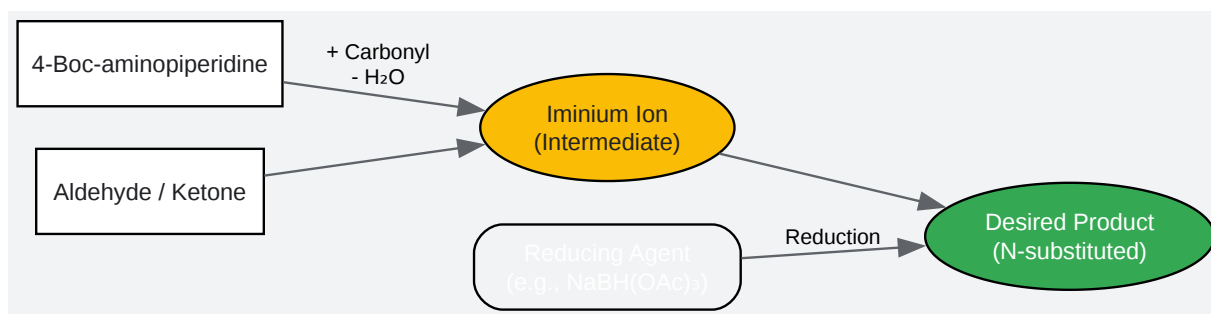 4-Boc-aminopiperidine
+ Carbonyl
- H₂O
Iminium Ion
(Intermediate)
Aldehyde / Ketone
Reducing Agent
(e.g., NaBH(OAc)₃)
Reduction
Desired Product
(N-substituted)